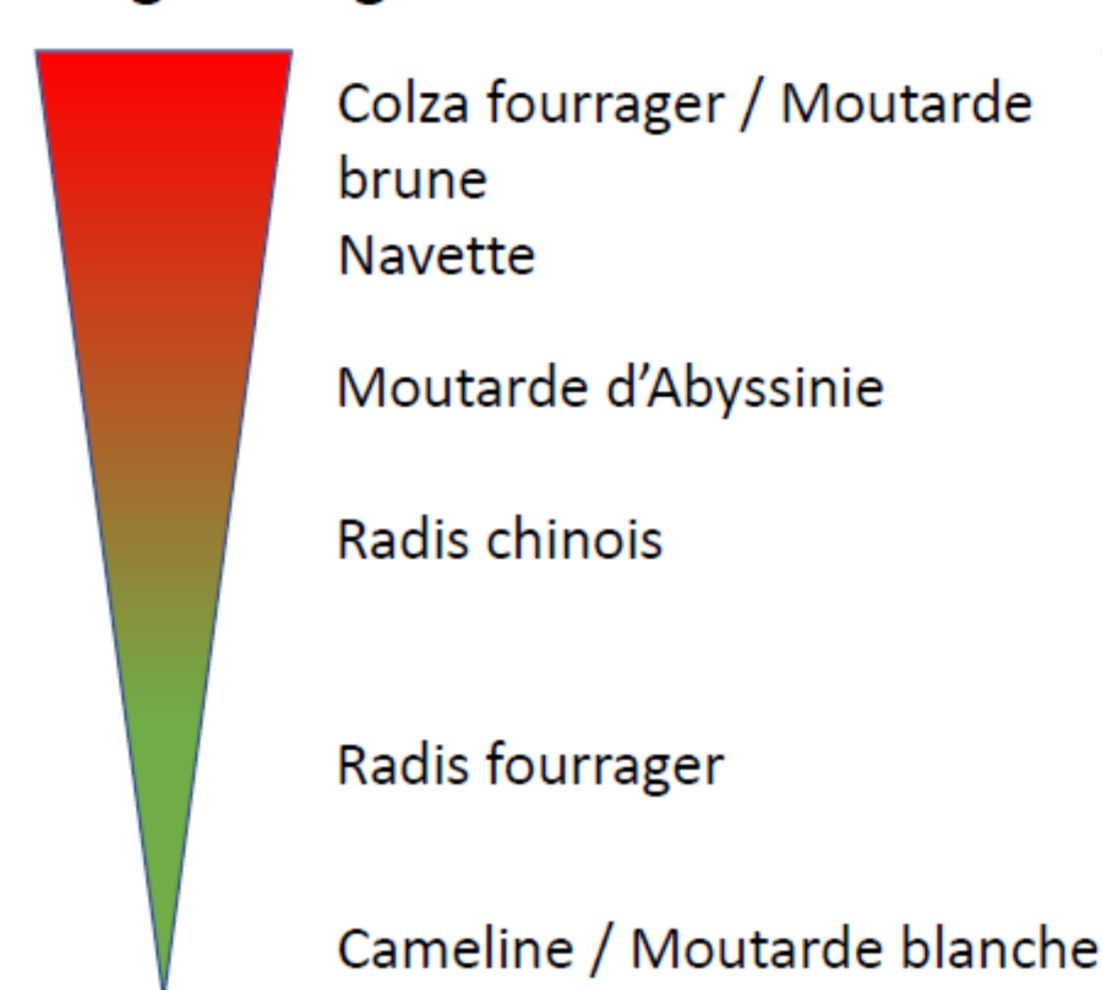 Colza fourrager / Moutarde
brune
Navette
Moutarde d’Abyssinie
Radis chinois
Radis fourrager
Cameline / Moutarde blanche